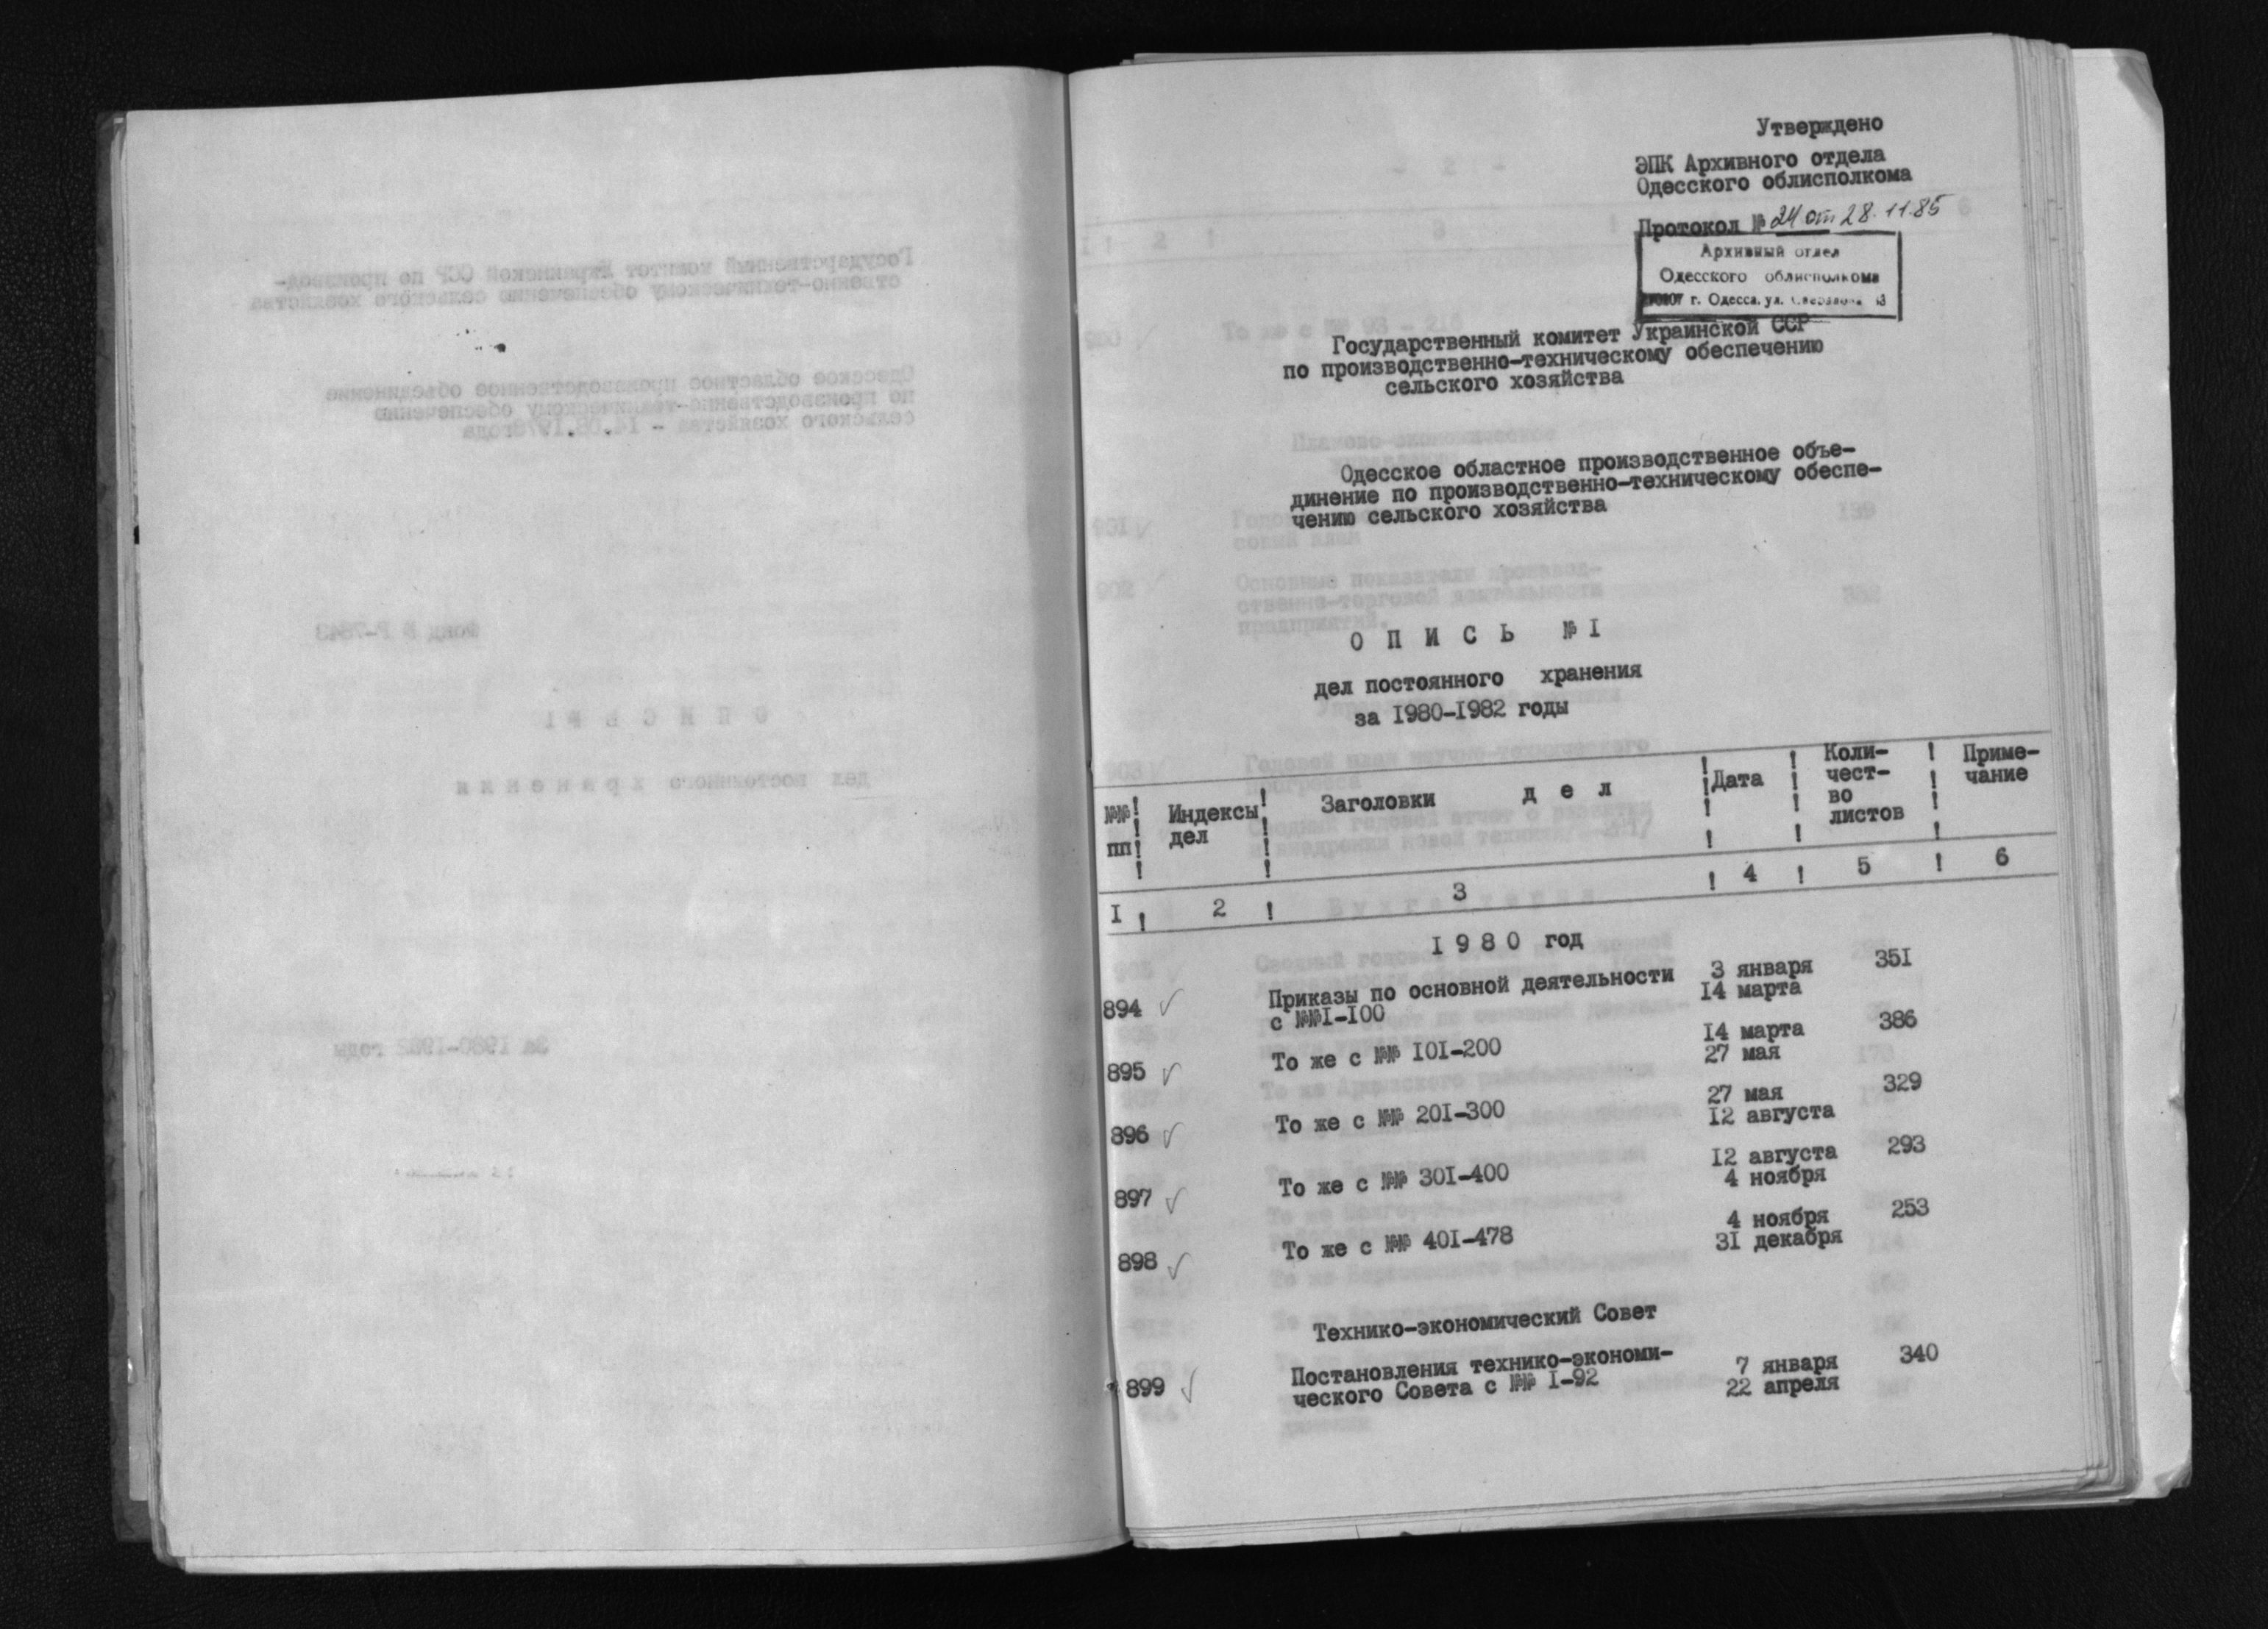 Утверждено
ЭПК Архивного отдела
Одесского облисполкома
Протокол № 24 от 28.11.85
Архивный отдел
Одесского облисполкома
г. Одесса, ул.
Государственный комитет Украинской ССР
по производственно-техническому обеспечению
сельского хозяйства
Одесское областное производственное объе-
динение по производственно-техническому обеспе-
чению сельского хозяйства
О П И С Ь № I
дел постоянного хранения
за I980-I982 годы
№№ пп ! Индексы дел ! Заголовки д е л ! Дата ! Коли-чест-во листов ! Приме-чание
I ! 2 ! 3 ! 4 ! 5 ! 6
I 9 8 0 год
894 ✓ Приказы по основной деятельности 3 января 35I
с №№I-I00 I4 марта
895 ✓ То же с №№ I0I-200 I4 марта 386
27 мая
896 ✓ То же с №№ 20I-300 27 мая 329
I2 августа
897 ✓ То же с №№ 30I-400 I2 августа 293
4 ноября
898 ✓ То же с №№ 40I-478 4 ноября 253
3I декабря
Технико-экономический Совет
899 ✓ Постановления технико-экономи- 7 января 340
ческого Совета с №№ I-92 22 апреля